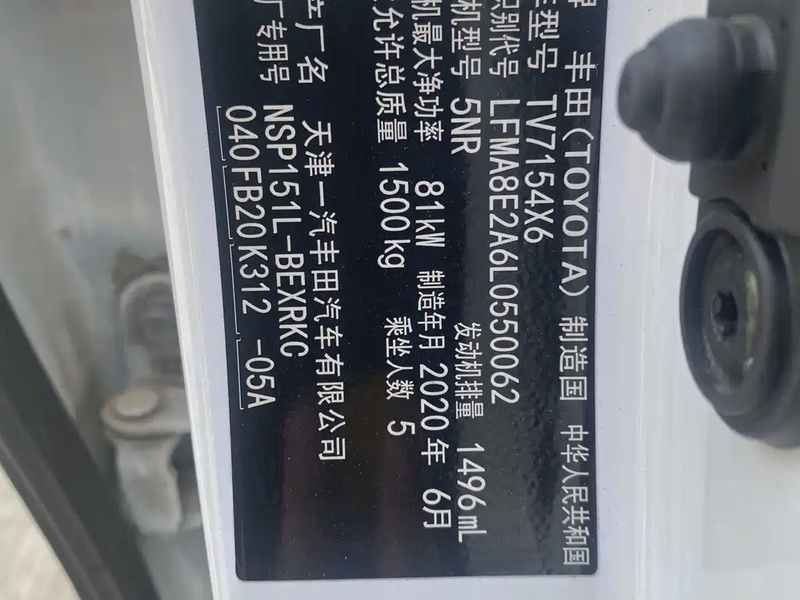 牌 丰田(TOYOTA) 制造国 中华人民共和国
车型号 TV7154X6
识别代号 LFMA8E2A6L0550062
机型号 5NR 发动机排量 1496mL
机最大净功率 81kW 制造年月 2020年 6月
允许总质量 1500kg 乘坐人数 5
产厂名 天津一汽丰田汽车有限公司
厂专用号 NSP151L-BEXRKC
040 FB20 K312 -05A